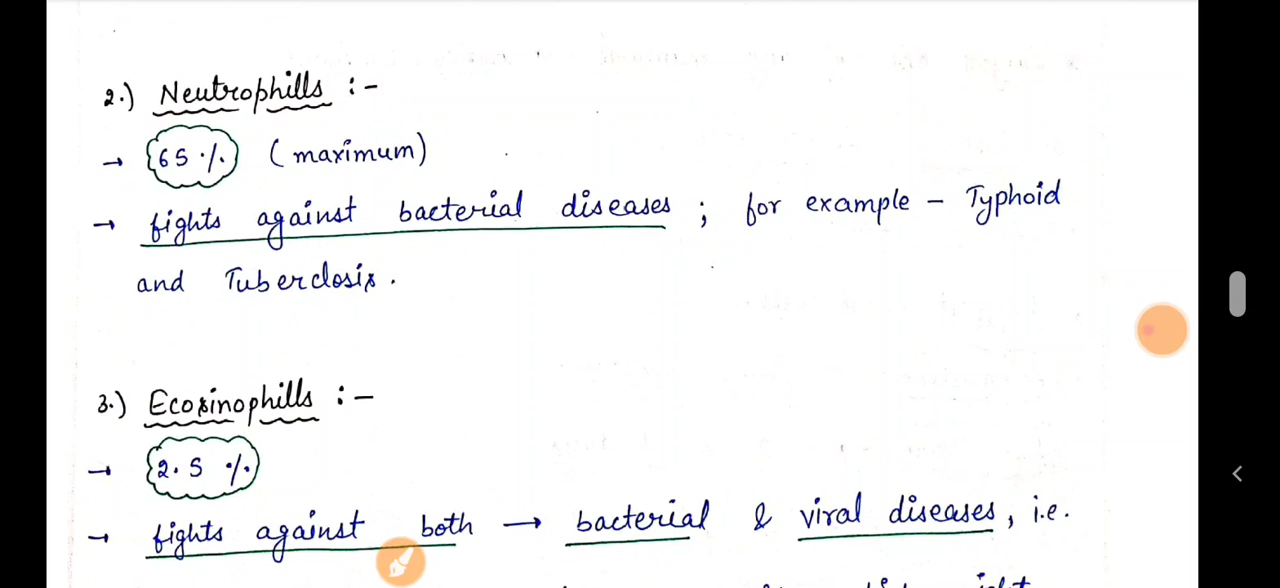 2.) Neutrophills :-
→ 65 % (maximum)
→ fights against bacterial diseases ; for example - Typhoid
and Tuberclosis .
3.) Ecosinophills : -
→ 2.5 %
→ fights against both → bacterial & viral diseases, i.e.